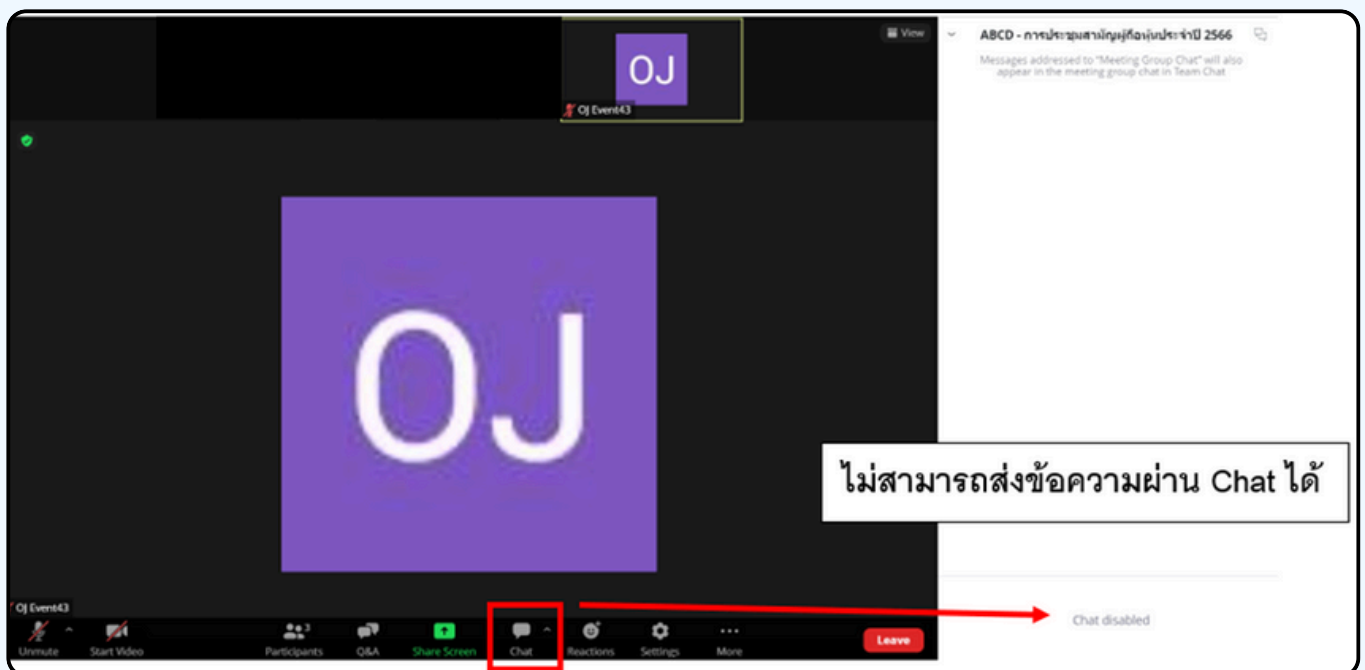 View
ABCD - การประชุมสามัญผู้ถือหุ้นประจำปี 2566
Messages addressed to "Meeting Group Chat" will also
appear in the meeting group chat in Team Chat
OJ
OJ Event43
OJ
ไม่สามารถส่งข้อความผ่าน Chat ได้
OJ Event43
Chat disabled
3
Unmute
Start Video
Participants
Q&A
Share Screen
Chat
Reactions
Settings
More
Leave